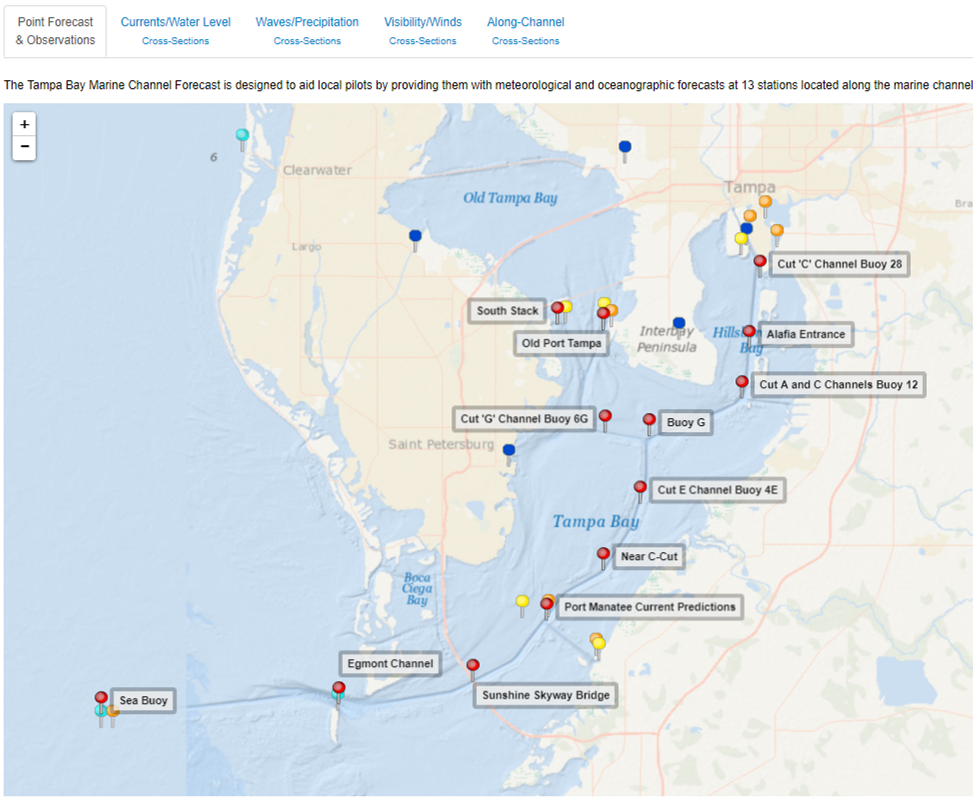 Point Forecast
& Observations
Currents/Water Level
Cross-Sections
Waves/Precipitation
Cross-Sections
Visibility/Winds
Cross-Sections
Along-Channel
Cross-Sections
The Tampa Bay Marine Channel Forecast is designed to aid local pilots by providing them with meteorological and oceanographic forecasts at 13 stations located along the marine channel
+
−
6
Clearwater
Old Tampa Bay
Tampa
Bra
Largo
Cut 'C' Channel Buoy 28
South Stack
Old Port Tampa
Interbay
Peninsula
Bay
Alafia Entrance
Cut A and C Channels Buoy 12
Cut 'G' Channel Buoy 6G
Buoy G
Saint Petersburg
Cut E Channel Buoy 4E
Tampa Bay
Near C-Cut
Boca
Ciega
Bay
Port Manatee Current Predictions
Egmont Channel
Sunshine Skyway Bridge
Sea Buoy